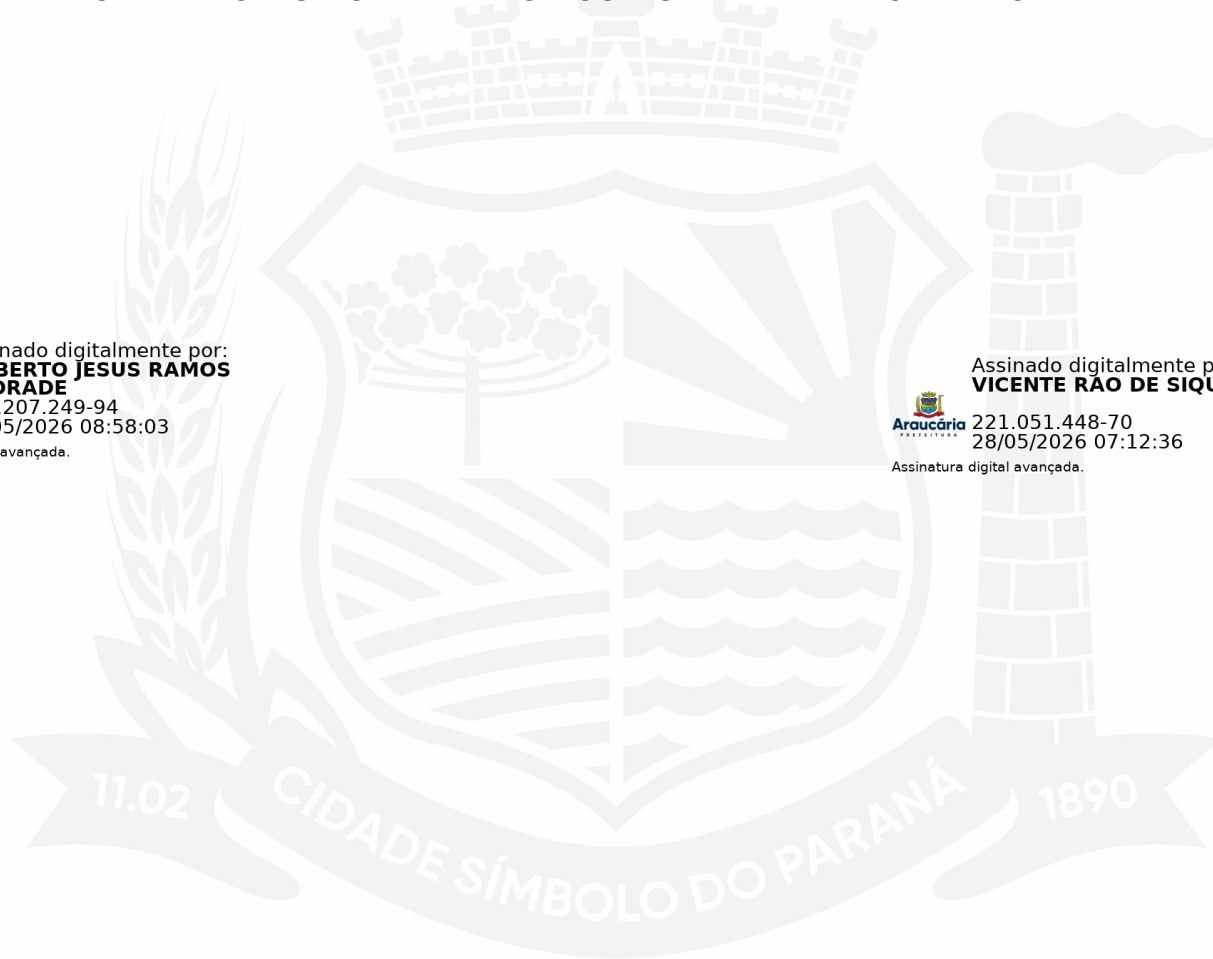 nado digitalmente por:
BERTO JESUS RAMOS
DRADE
.207.249-94
05/2026 08:58:03
avançada.
Assinado digitalmente p
VICENTE RÃO DE SIQU
Araucária
PREFEITURA
221.051.448-70
28/05/2026 07:12:36
Assinatura digital avançada.
11.02
CIDADE SÍMBOLO DO PARANÁ
1890